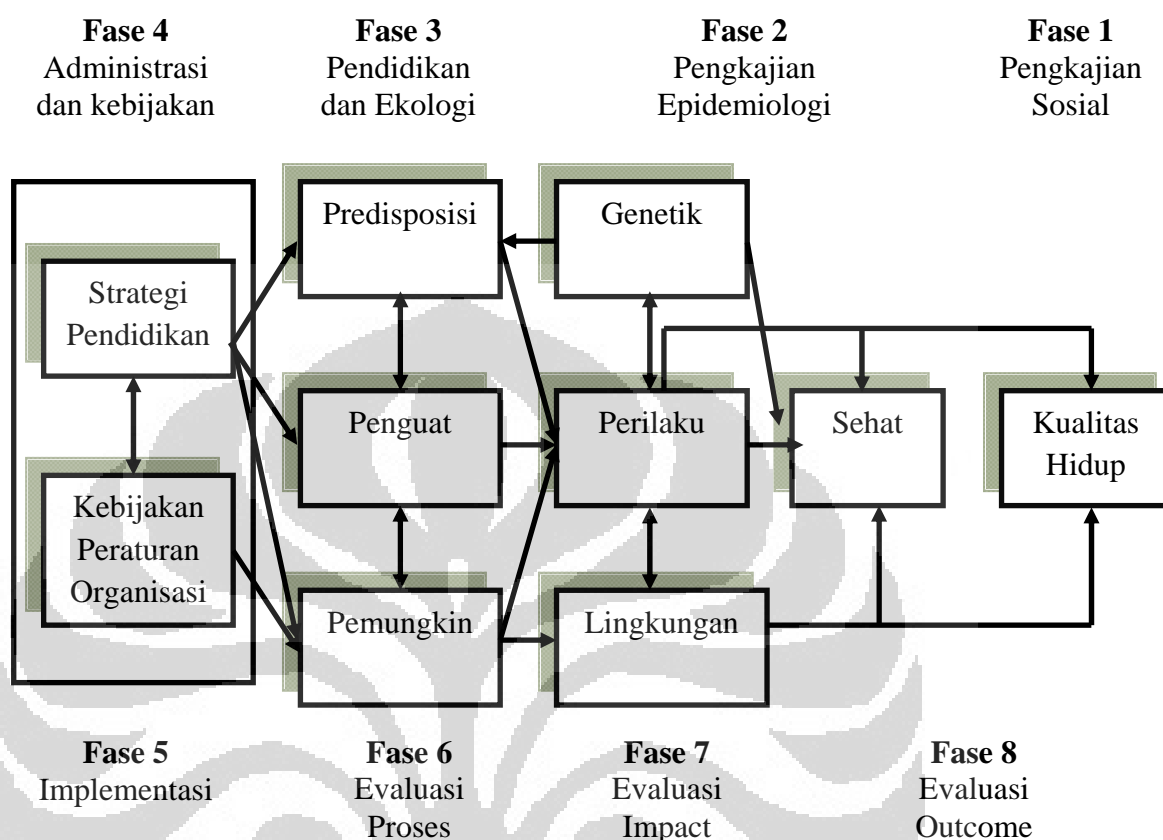 Fase 4
Administrasi
dan kebijakan
Fase 3
Pendidikan
dan Ekologi
Fase 2
Pengkajian
Epidemiologi
Fase 1
Pengkajian
Sosial
Strategi
Pendidikan
Kebijakan
Peraturan
Organisasi
Predisposisi
Penguat
Pemungkin
Genetik
Perilaku
Lingkungan
Sehat
Kualitas
Hidup
Fase 5
Implementasi
Fase 6
Evaluasi
Proses
Fase 7
Evaluasi
Impact
Fase 8
Evaluasi
Outcome